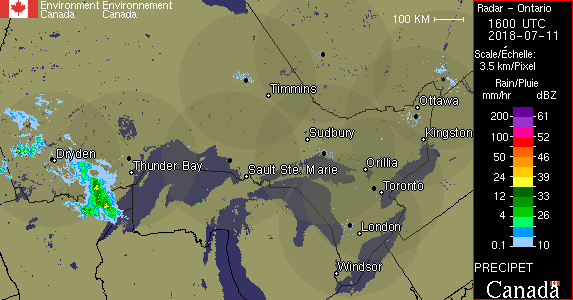 Environment Environnement
Canada Canada
100 KM
Timmins
Ottawa
Sudbury
Kingston
Dryden
Thunder Bay
Sault Ste. Marie
Orillia
Toronto
London
Windsor
Radar - Ontario
1600 UTC
2018-07-11
Scale/Échelle:
3.5 km/Pixel
Rain/Pluie
mm/hr dBZ
200 61
100 52
50 46
24 39
12 33
4 26
0.1 10
PRECIPET
Canada